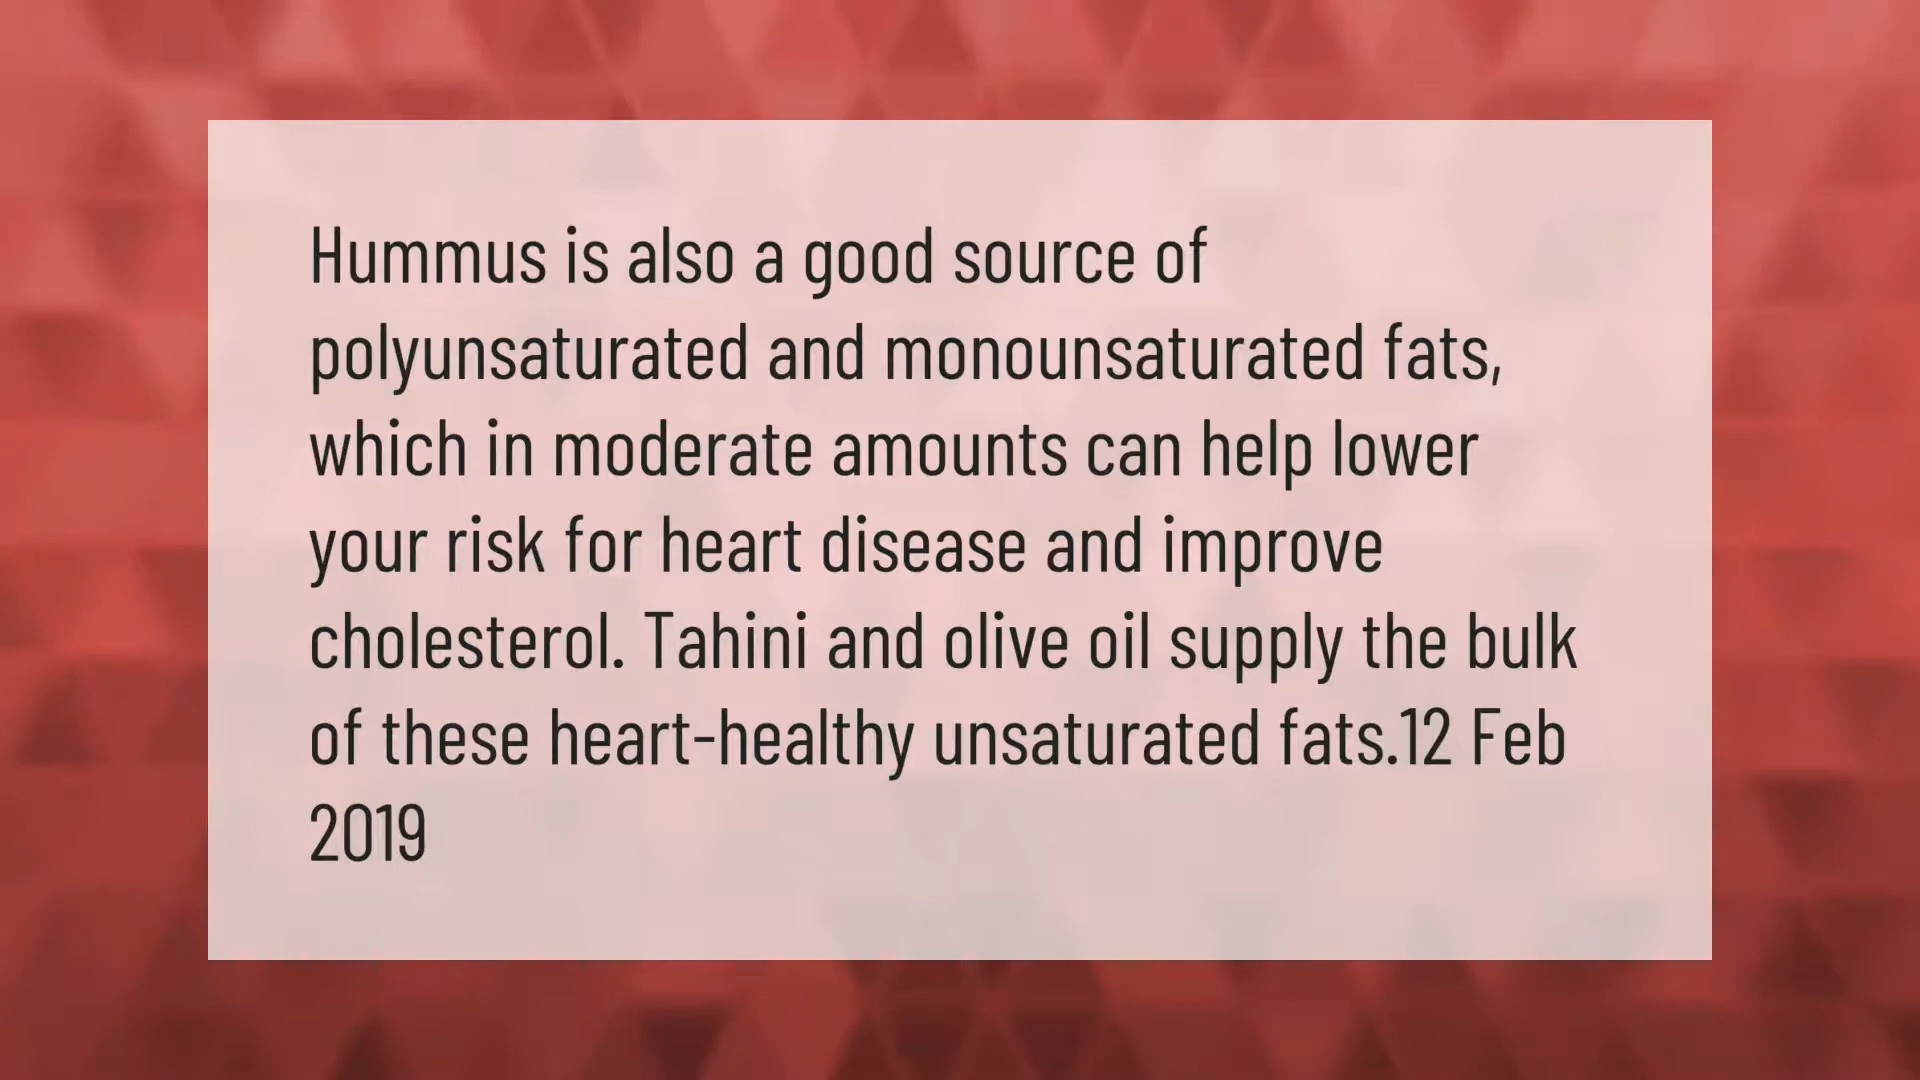 Hummus is also a good source of
polyunsaturated and monounsaturated fats,
which in moderate amounts can help lower
your risk for heart disease and improve
cholesterol. Tahini and olive oil supply the bulk
of these heart-healthy unsaturated fats.12 Feb
2019